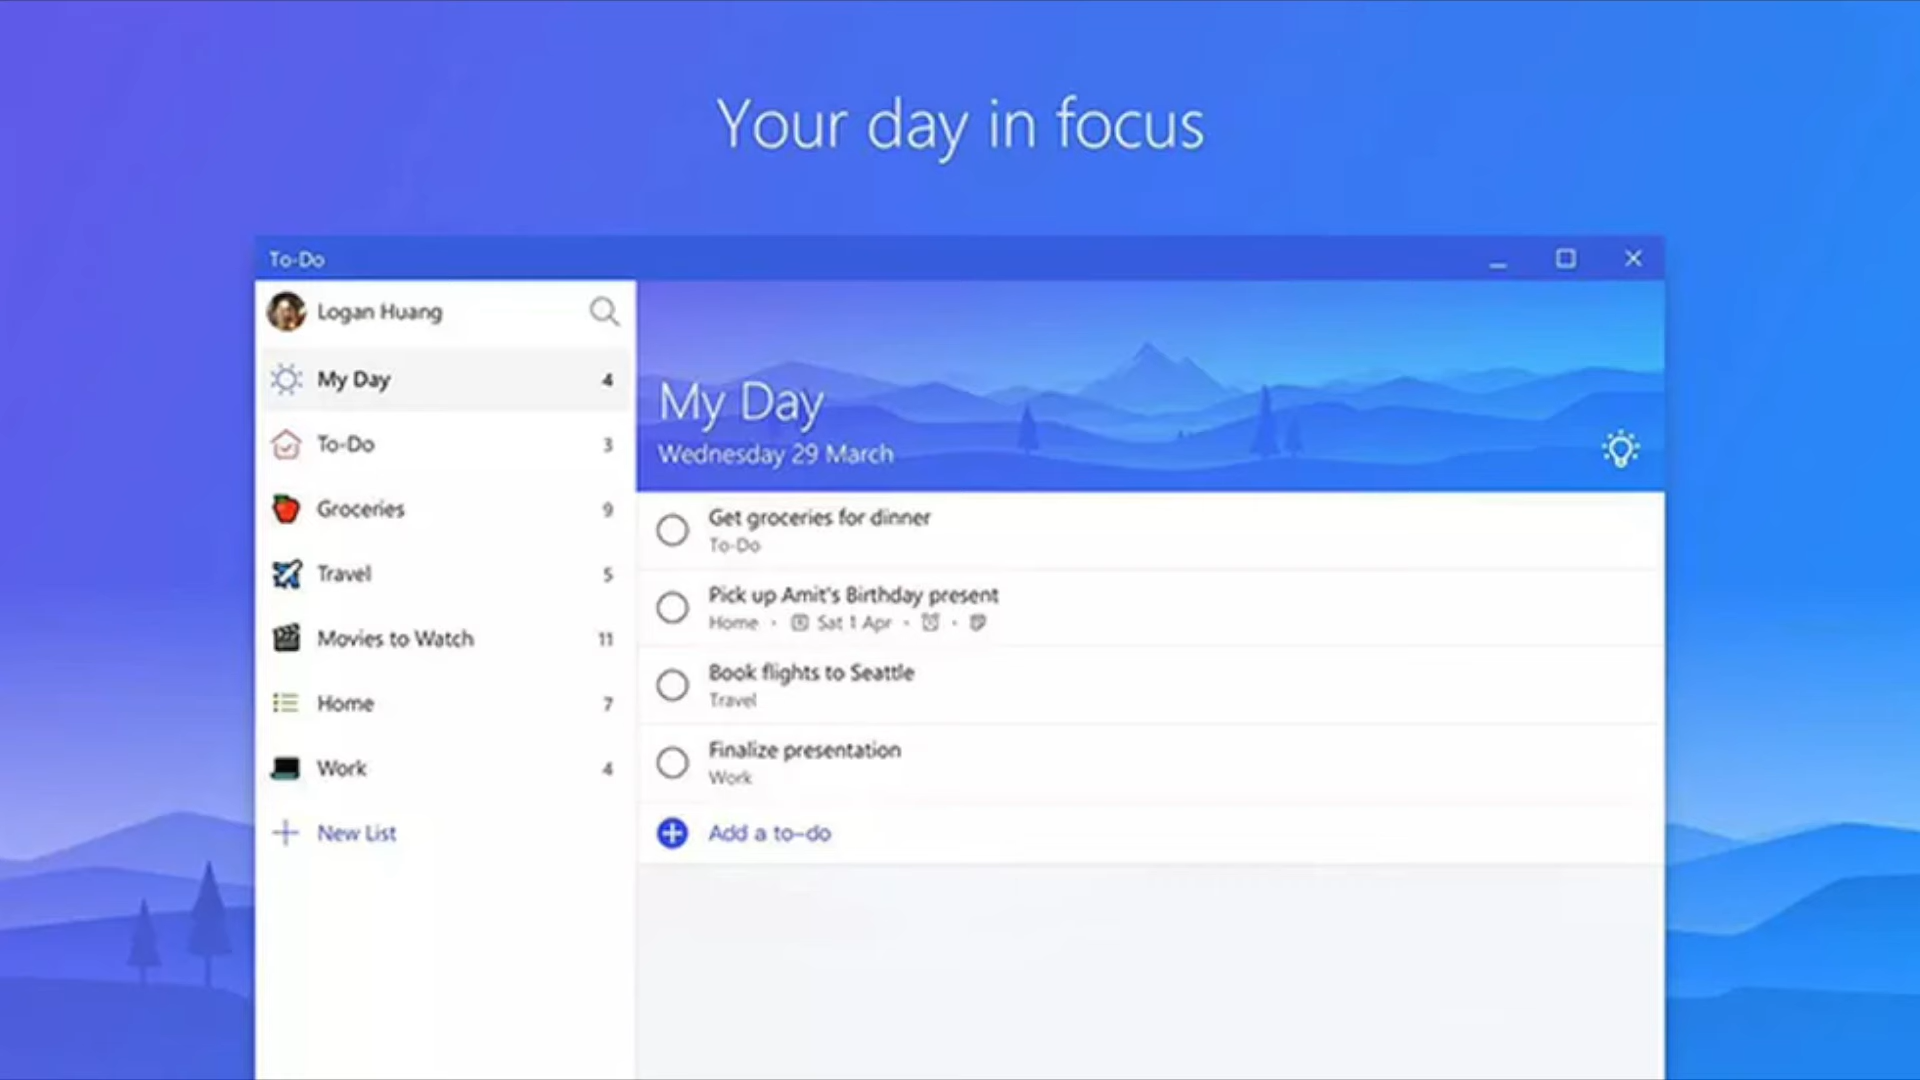 Your day in focus
To-Do
Logan Huang
My Day 4
To-Do 3
Groceries 9
Travel 5
Movies to Watch 11
Home 7
Work 4
New List
My Day
Wednesday 29 March
Get groceries for dinner
To-Do
Pick up Amit's Birthday present
Home • Sat 1 Apr • •
Book flights to Seattle
Travel
Finalize presentation
Work
Add a to-do